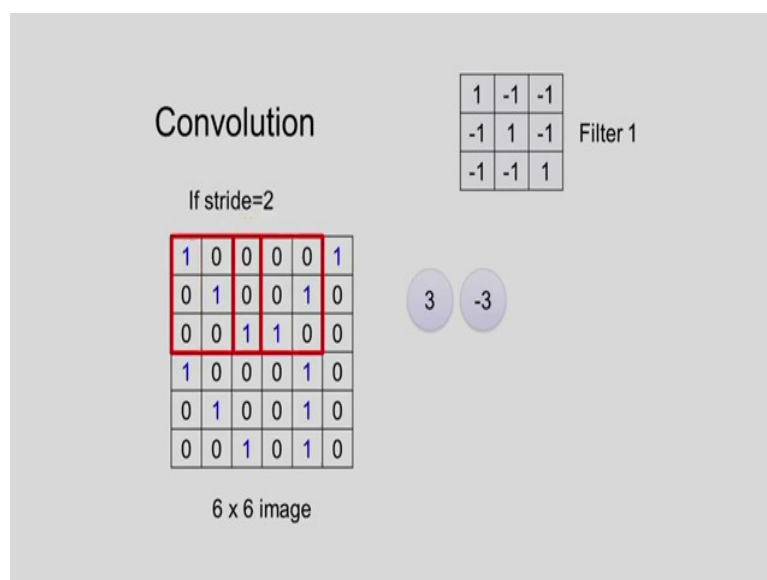 Convolution
If stride=2
1 -1 -1
-1 1 -1
-1 -1 1
Filter 1
1 0 0 0 0 1
0 1 0 0 1 0
0 0 1 1 0 0
1 0 0 0 1 0
0 1 0 0 1 0
0 0 1 0 1 0
3 -3
6 x 6 image